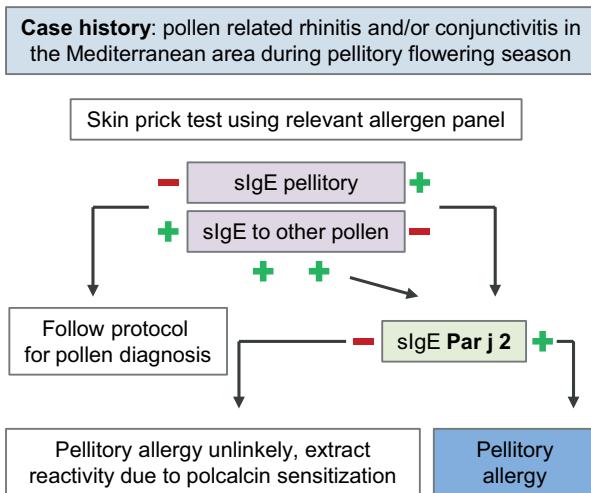 Case history: pollen related rhinitis and/or conjunctivitis in
the Mediterranean area during pellitory flowering season
Skin prick test using relevant allergen panel
− sIgE pellitory +
+ sIgE to other pollen −
+ +
Follow protocol
for pollen diagnosis
− sIgE Par j 2 +
Pellitory allergy unlinkely, extract
reactivity due to polcalcin sensitization
Pellitory
allergy